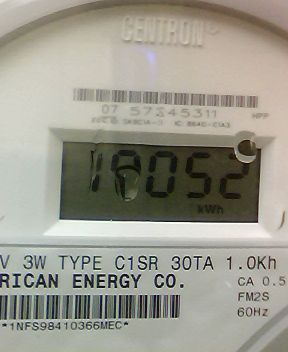 CENTRON
07 57345311 HPP
kWh
V 3W TYPE C1SR 30TA 1.0Kh
RICAN ENERGY CO.
CA 0.5
FM2S
60Hz
*1NFS98410366MEC*